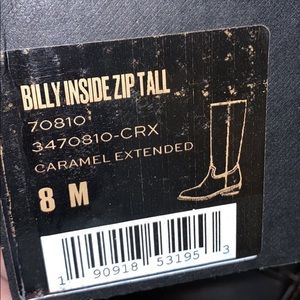 BILLY INSIDE ZIP TALL
70810
3470810-CRX
CARAMEL EXTENDED
8 M
1 90918 53195 3